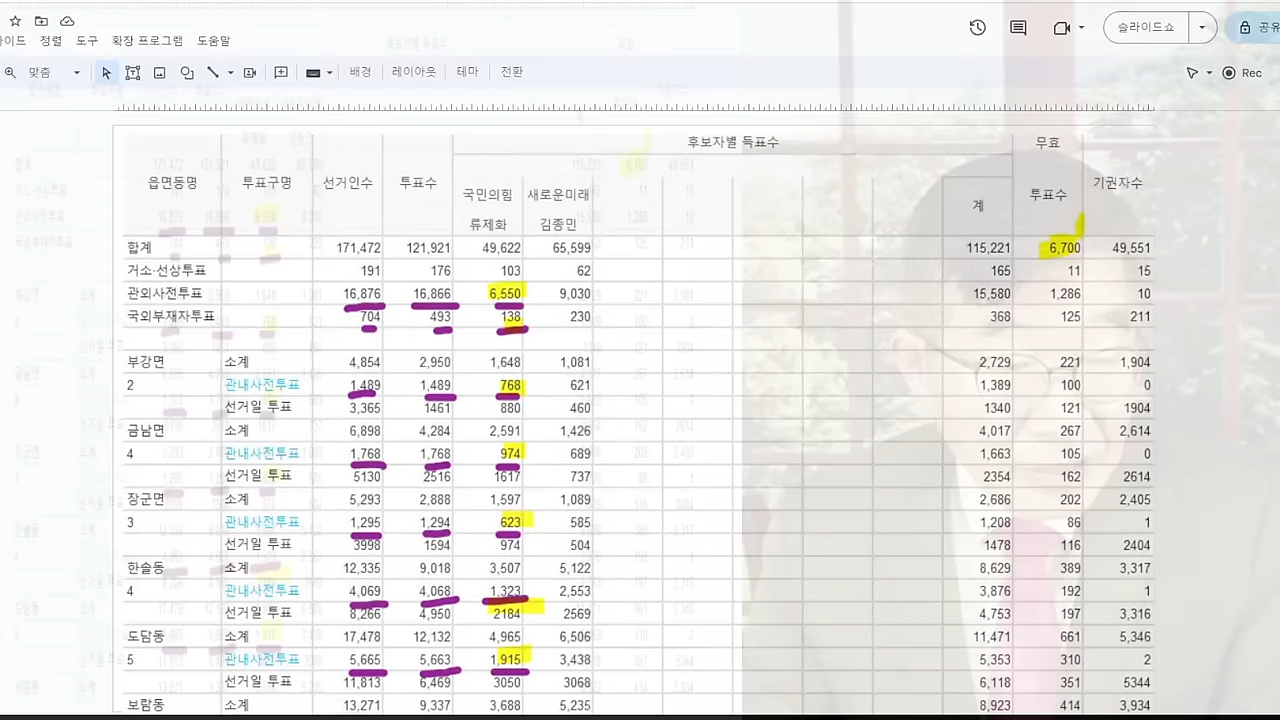 정렬 도구 확장 프로그램 도움말
슬라이드쇼
공유
맞춤 배경 레이아웃 테마 전환 Rec
읍면동명 투표구명 선거인수 투표수 후보자별 득표수 무효 투표수 기권자수
국민의힘 류제화 새로운미래 김종민 계
합계 171,472 121,921 49,622 65,599 115,221 6,700 49,551
거소·선상투표 191 176 103 62 165 11 15
관외사전투표 16,876 16,866 6,550 9,030 15,580 1,286 10
국외부재자투표 704 493 138 230 368 125 211
부강면 소계 4,854 2,950 1,648 1,081 2,729 221 1,904
2 관내사전투표 1,489 1,489 768 621 1,389 100 0
선거일 투표 3,365 1461 880 460 1340 121 1904
금남면 소계 6,898 4,284 2,591 1,426 4,017 267 2,614
4 관내사전투표 1,768 1,768 974 689 1,663 105 0
선거일 투표 5130 2516 1617 737 2354 162 2614
장군면 소계 5,293 2,888 1,597 1,089 2,686 202 2,405
3 관내사전투표 1,295 1,294 623 585 1,208 86 1
선거일 투표 3998 1594 974 504 1478 116 2404
한솔동 소계 12,335 9,018 3,507 5,122 8,629 389 3,317
4 관내사전투표 4,069 4,068 1,323 2,553 3,876 192 1
선거일 투표 8,266 4,950 2184 2569 4,753 197 3,316
도담동 소계 17,478 12,132 4,965 6,506 11,471 661 5,346
5 관내사전투표 5,665 5,663 1,915 3,438 5,353 310 2
선거일 투표 11,813 6,469 3050 3068 6,118 351 5344
보람동 소계 13,271 9,337 3,688 5,235 8,923 414 3,934